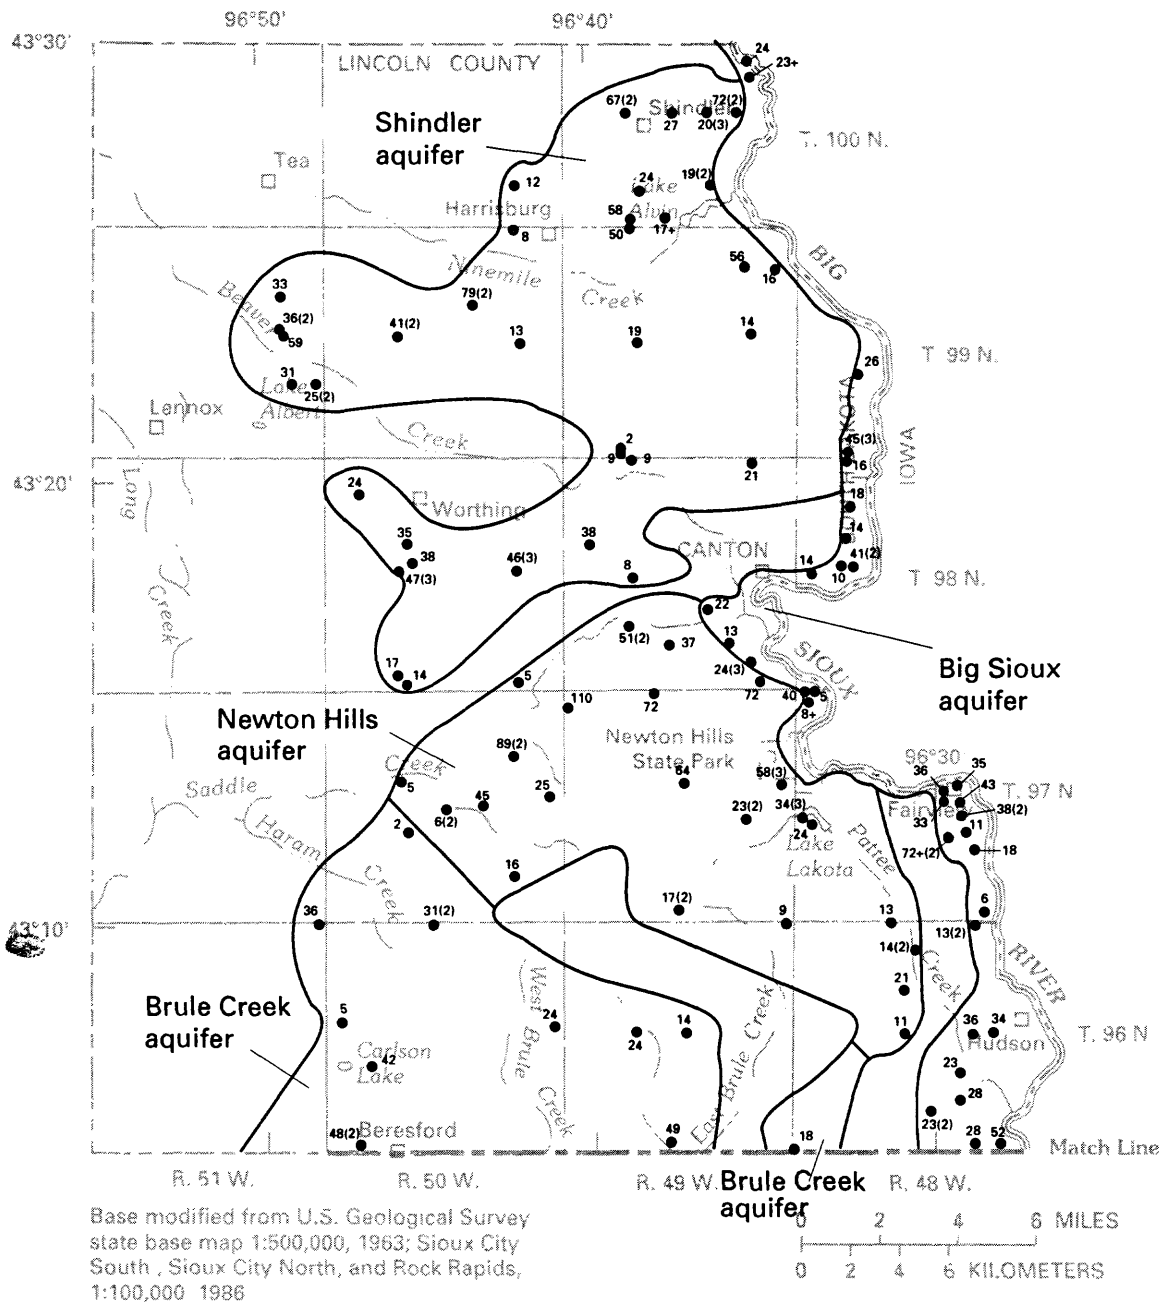 96°50' 96°40'
43°30'
LINCOLN COUNTY
24
23+
67(2) Shindler 72(2)
27 20(3)
Shindler
aquifer
T. 100 N.
Tea
12
24
19(2)
Lake
Alvin
Harrisburg
58
8
50
17+
BIG
56
16
Ninemile
Creek
33
79(2)
Beaver
36(2)
59
41(2)
13
19
14
T 99 N.
26
31
Lake
25(2)
Albert
Lennox
Creek
2
9 9
45(3)
16
IOWA
21
43°20'
24
Long
Worthing
18
35
38
38
14
CANTON
46(3)
47(3)
8
14
10
41(2)
T 98 N.
Creek
22
51(2)
37
13
24(3)
SIOUX
Big Sioux
aquifer
17
14
5
72
72
40 5
8+
110
Newton Hills
aquifer
Newton Hills
State Park
96°30'
89(2)
Creek
5
Saddle
64
58(3)
36
35
T. 97 N
43
Fairview
38(2)
33
25
45
6(2)
23(2)
34(3)
24
11
Haram
2
Lake
Lakota
Pattee
72+(2)
18
16
Creek
36
31(2)
17(2)
9
13
6
13(2)
43°10'
14(2)
Creek
RIVER
21
Brule Creek
aquifer
West Brule Creek
East Brule Creek
5
24
24
14
11
36 34
Hudson
T. 96 N
Carlson
Lake
42
23
28
23(2)
48(2)
Beresford
49
18
28 52
Match Line
R. 51 W. R. 50 W. R. 49 W. R. 48 W.
Brule Creek
aquifer
Base modified from U.S. Geological Survey
state base map 1:500,000, 1963; Sioux City
South , Sioux City North, and Rock Rapids,
1:100,000 1986
0 2 4 6 MILES
0 2 4 6 KILOMETERS